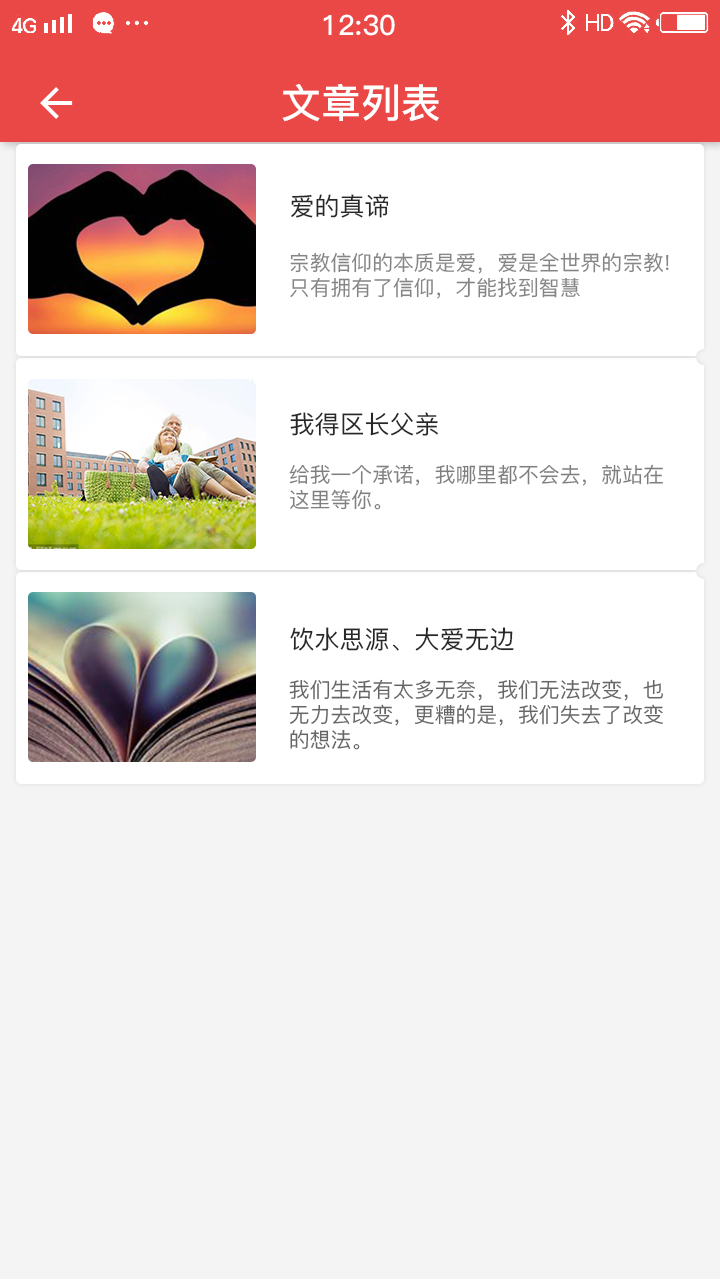 4G 12:30 HD
文章列表
爱的真谛
宗教信仰的本质是爱，爱是全世界的宗教!
只有拥有了信仰，才能找到智慧
我得区长父亲
给我一个承诺，我哪里都不会去，就站在
这里等你。
饮水思源、大爱无边
我们生活有太多无奈，我们无法改变，也
无力去改变，更糟的是，我们失去了改变
的想法。